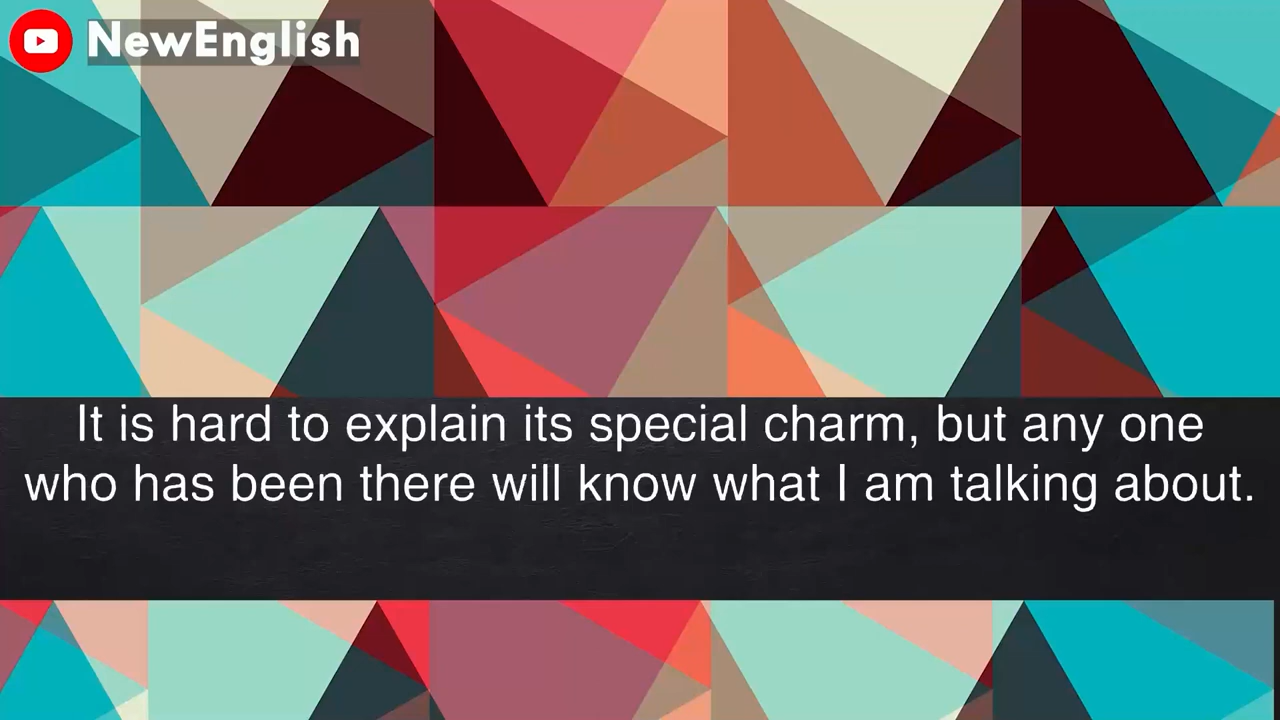 NewEnglish
It is hard to explain its special charm, but any one
who has been there will know what I am talking about.